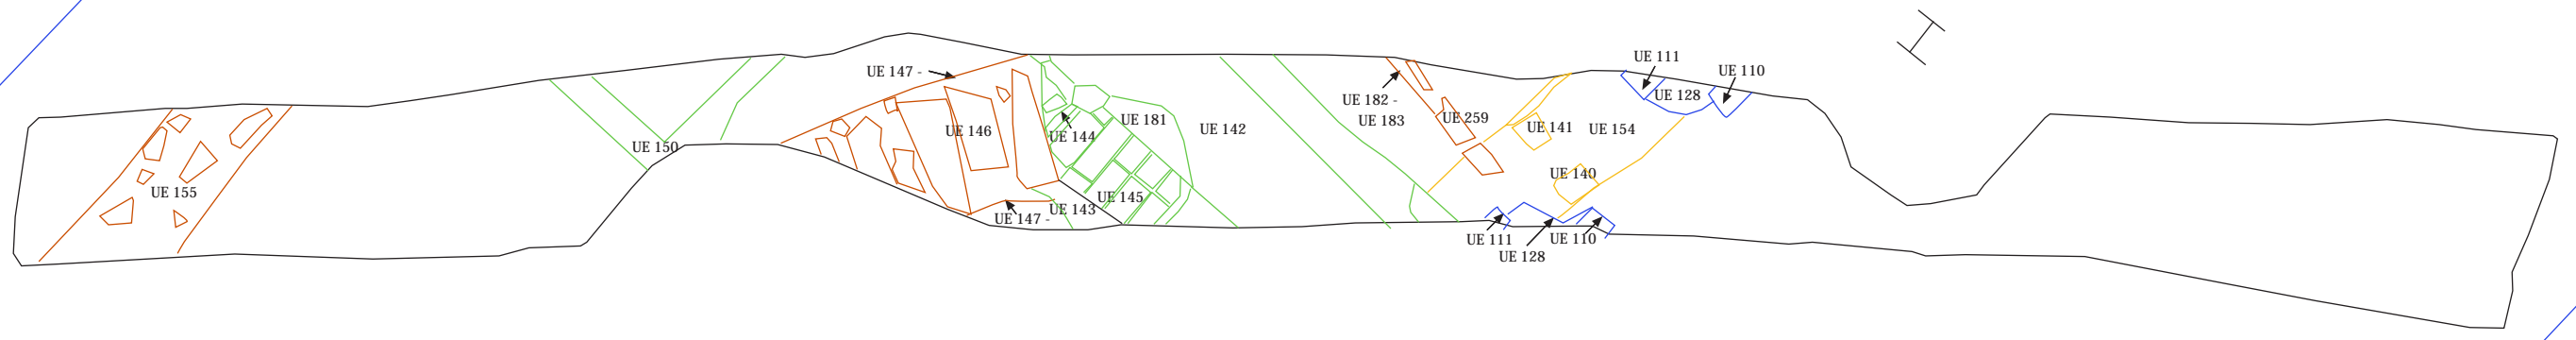 UE 155
UE 150
UE 147 -
UE 146
UE 147 -
UE 144
UE 143
UE 145
UE 181
UE 142
UE 182 -
UE 183
UE 259
UE 141
UE 154
UE 140
UE 111
UE 128
UE 110
UE 111
UE 128
UE 110